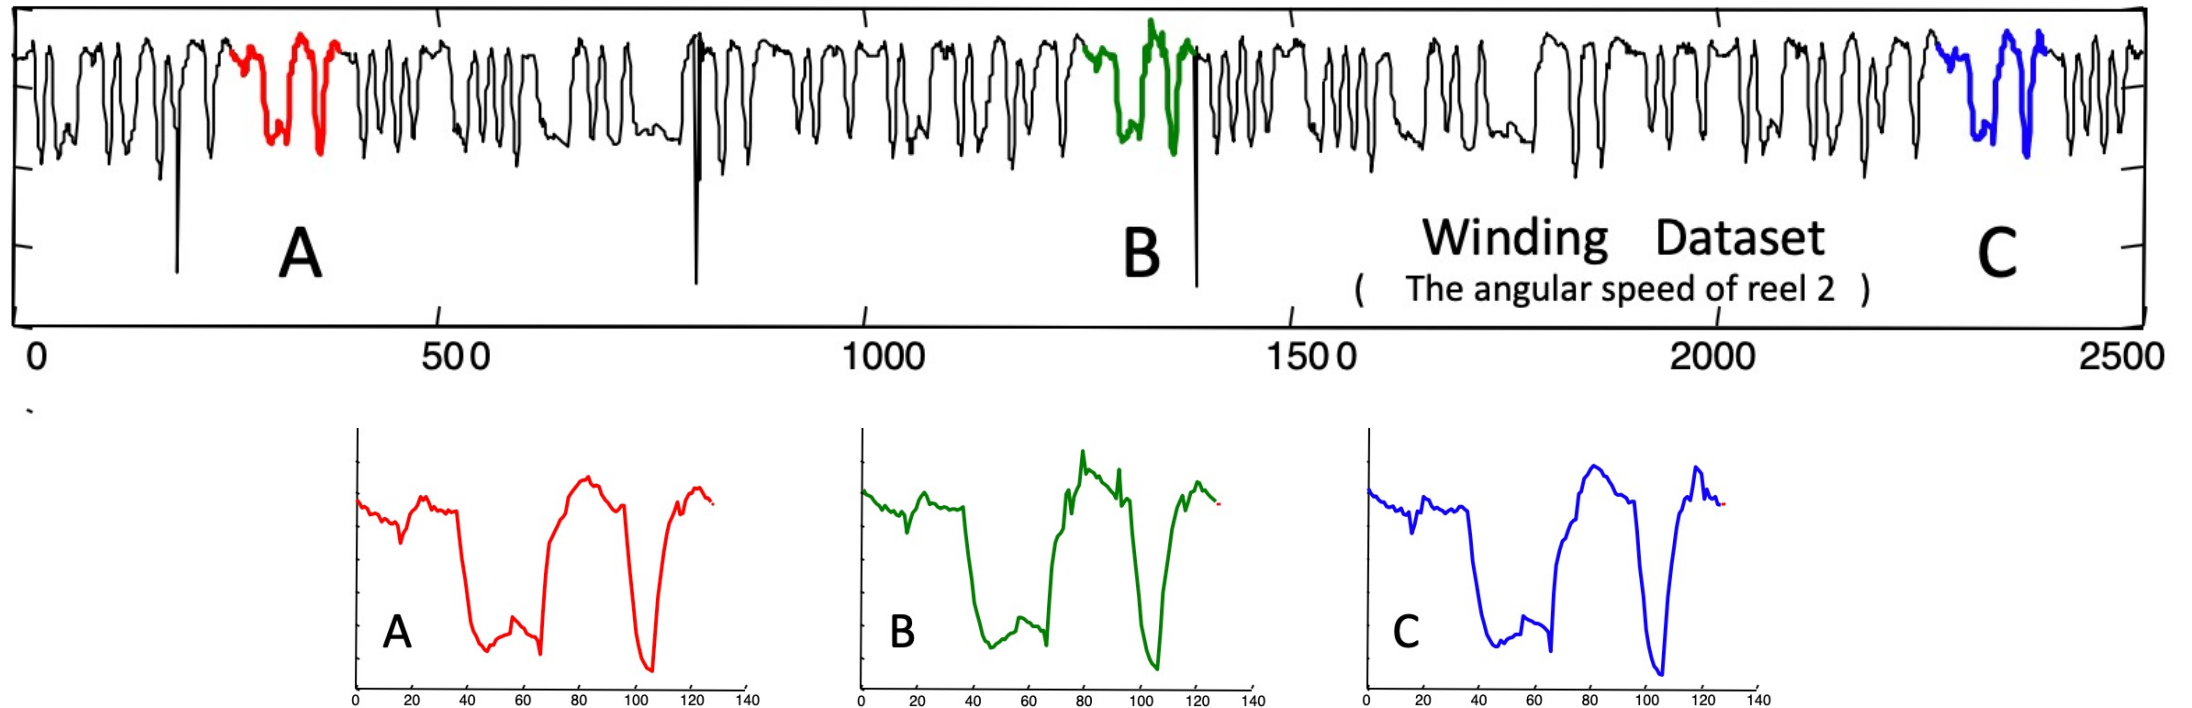 A B Winding Dataset C
( The angular speed of reel 2 )
0 500 1000 1500 2000 2500
A B C
0 20 40 60 80 100 120 140 0 20 40 60 80 100 120 140 0 20 40 60 80 100 120 140